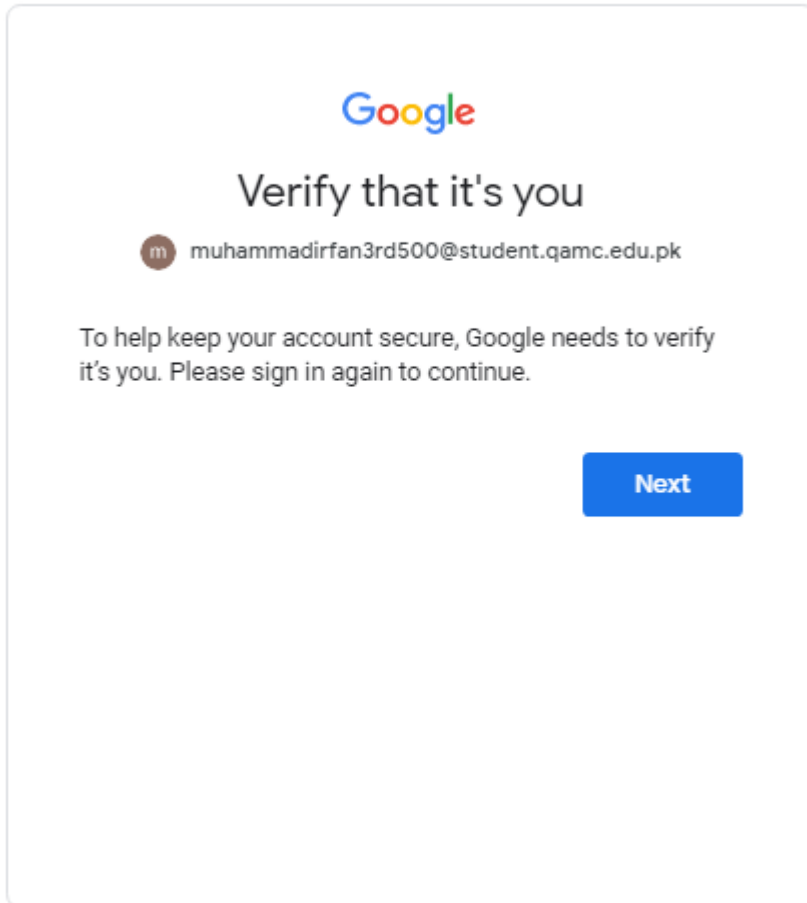 Google
Verify that it's you
m muhammadirfan3rd500@student.qamc.edu.pk
To help keep your account secure, Google needs to verify
it's you. Please sign in again to continue.
Next